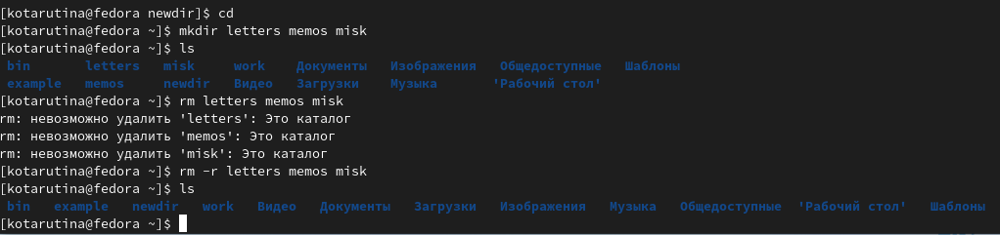 [kotarutina@fedora newdir]$ cd
[kotarutina@fedora ~]$ mkdir letters memos misk
[kotarutina@fedora ~]$ ls
bin letters misk work Документы Изображения Общедоступные Шаблоны
example memos newdir Видео Загрузки Музыка 'Рабочий стол'
[kotarutina@fedora ~]$ rm letters memos misk
rm: невозможно удалить 'letters': Это каталог
rm: невозможно удалить 'memos': Это каталог
rm: невозможно удалить 'misk': Это каталог
[kotarutina@fedora ~]$ rm -r letters memos misk
[kotarutina@fedora ~]$ ls
bin example newdir work Видео Документы Загрузки Изображения Музыка Общедоступные 'Рабочий стол' Шаблоны
[kotarutina@fedora ~]$